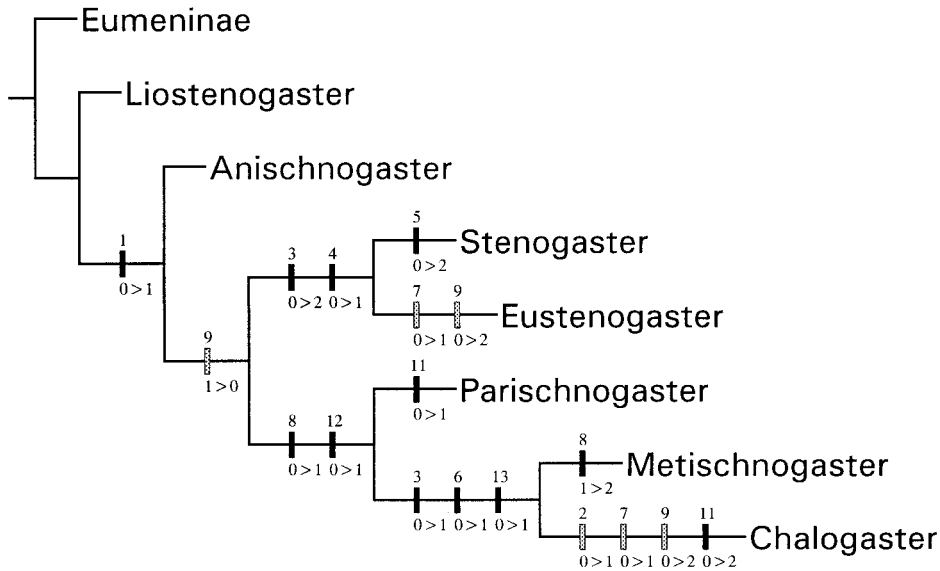 Eumeninae
Liostenogaster
Anischnogaster
5
Stenogaster
0>2
1
0>1
3 4
0>2 0>1
7 9
Eustenogaster
0>1 0>2
9
1>0
11
Parischnogaster
0>1
8 12
0>1 0>1
8
Metischnogaster
1>2
3 6 13
0>1 0>1 0>1
2 7 9 11
Chalogaster
0>1 0>1 0>2 0>2